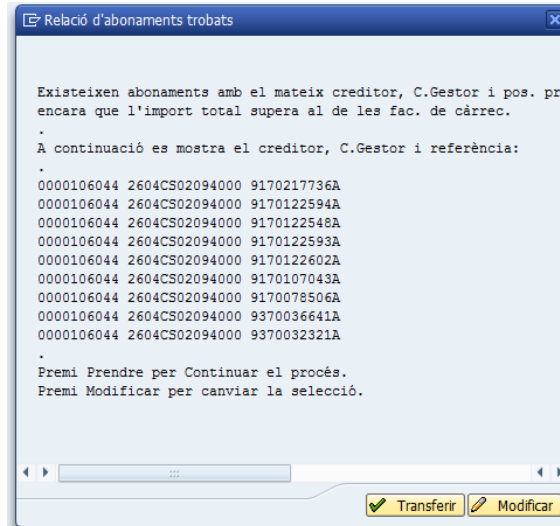 Relació d'abonaments trobats
Existeixen abonaments amb el mateix creditor, C.Gestor i pos. pr
encara que l'import total supera al de les fac. de càrrec.
.
A continuació es mostra el creditor, C.Gestor i referència:
.
0000106044 2604CS02094000 9170217736A
0000106044 2604CS02094000 9170122594A
0000106044 2604CS02094000 9170122548A
0000106044 2604CS02094000 9170122593A
0000106044 2604CS02094000 9170122602A
0000106044 2604CS02094000 9170107043A
0000106044 2604CS02094000 9170078506A
0000106044 2604CS02094000 9370036641A
0000106044 2604CS02094000 9370032321A
.
Premi Prendre per Continuar el procés.
Premi Modificar per canviar la selecció.
Transferir Modificar